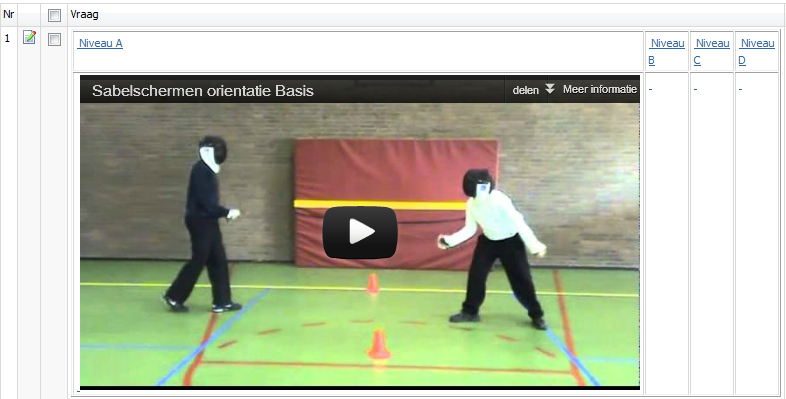 Nr Vraag
1 Niveau A Niveau B Niveau C Niveau D
Sabelschermen orientatie Basis delen Meer informatie
- - -
-